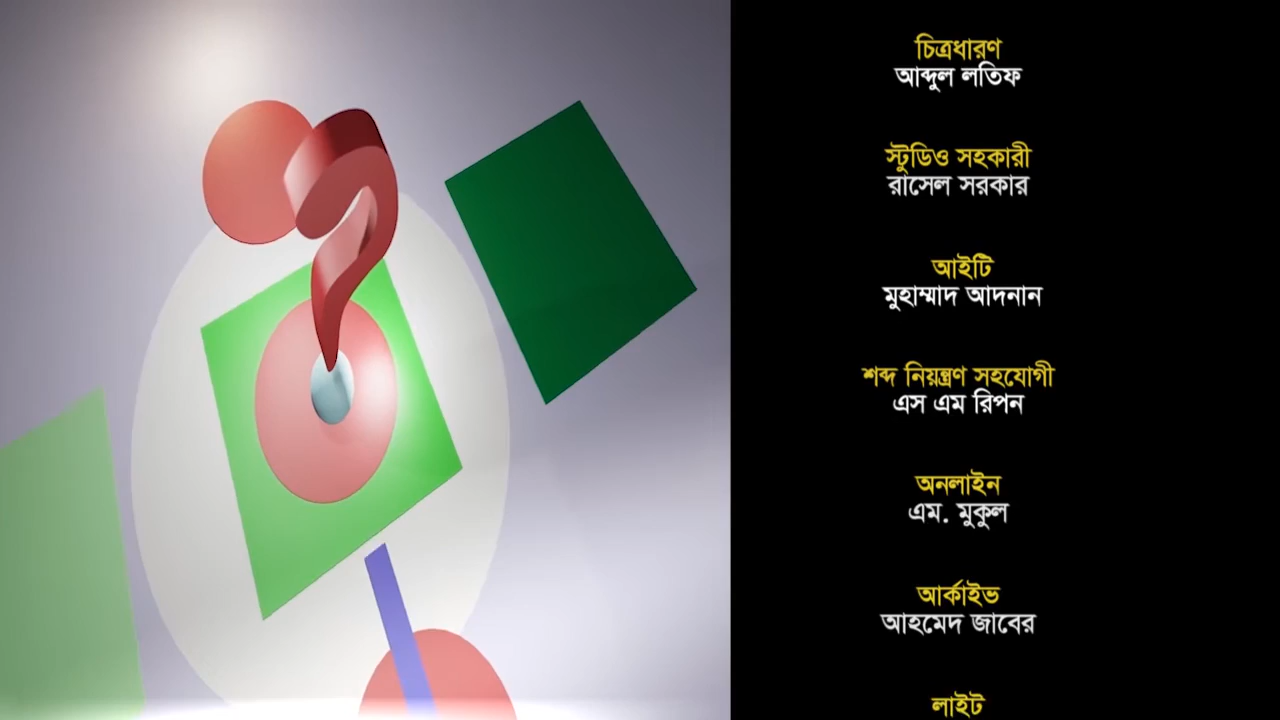 চিত্রধারণ
আব্দুল লতিফ
স্টুডিও সহকারী
রাসেল সরকার
আইটি
মুহাম্মাদ আদনান
শব্দ নিয়ন্ত্রণ সহযোগী
এস এম রিপন
অনলাইন
এম. মুকুল
আর্কাইভ
আহমেদ জাবের
লাইট